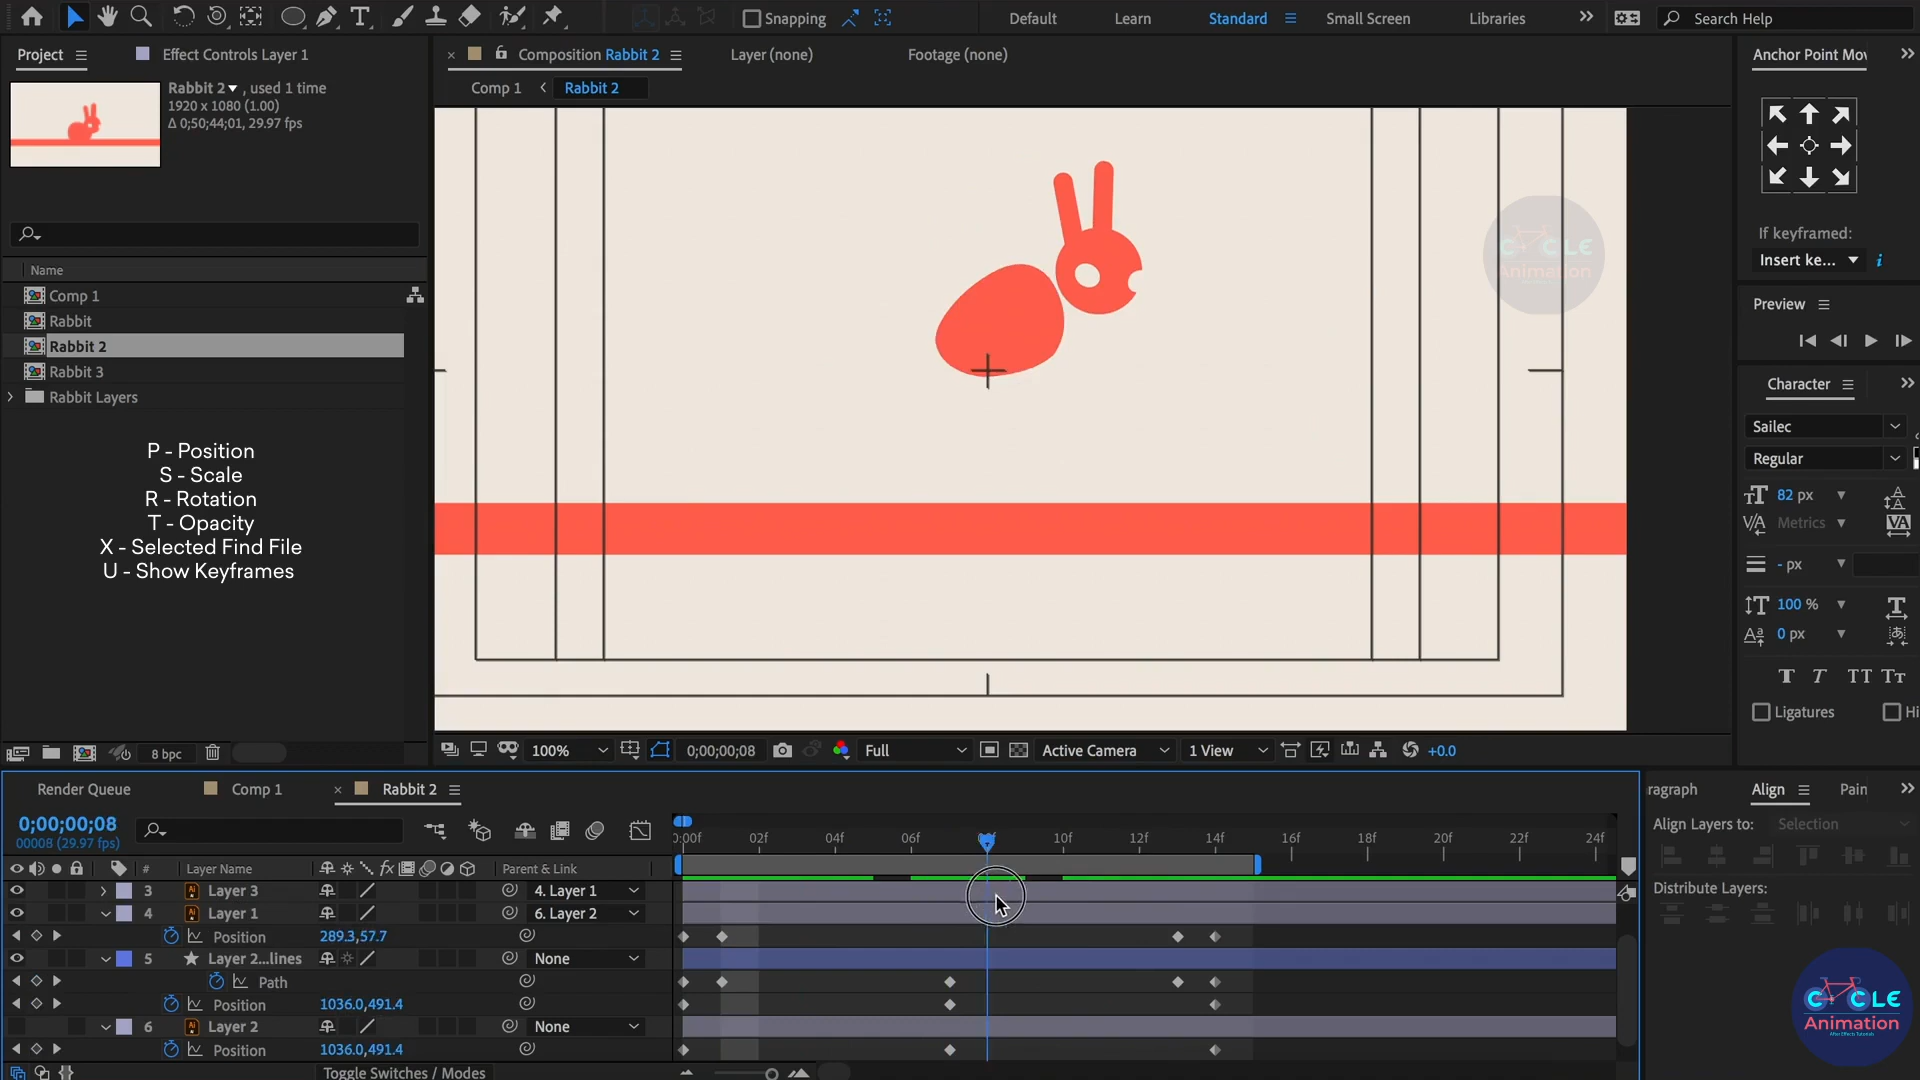 Snapping
Default
Learn
Standard
Small Screen
Libraries
Search Help
Project
Effect Controls Layer 1
Composition Rabbit 2
Layer (none)
Footage (none)
Anchor Point Mov
Rabbit 2 , used 1 time
1920 x 1080 (1.00)
Δ 0;50;44;01, 29.97 fps
Comp 1
Rabbit 2
Name
Comp 1
Rabbit
Rabbit 2
Rabbit 3
Rabbit Layers
P - Position
S - Scale
R - Rotation
T - Opacity
X - Selected Find File
U - Show Keyframes
CYCLE
Animation
If keyframed:
Insert ke...
Preview
Character
Sailec
Regular
82 px
Metrics
- px
100 %
0 px
Ligatures
Hi
8 bpc
100%
0;00;00;08
Full
Active Camera
1 View
+0.0
Render Queue
Comp 1
Rabbit 2
ragraph
Align
Pain
0;00;00;08
00008 (29.97 fps)
0:00f 02f 04f 06f 08f 10f 12f 14f 16f 18f 20f 22f 24f
Align Layers to:
Selection
Distribute Layers:
# Layer Name
Parent & Link
3 Layer 3
4. Layer 1
4 Layer 1
6. Layer 2
Position 289.3,57.7
5 Layer 2...lines
None
Path
Position 1036.0,491.4
6 Layer 2
None
Position 1036.0,491.4
Toggle Switches / Modes
CYCLE
Animation
After Effects Tutorials